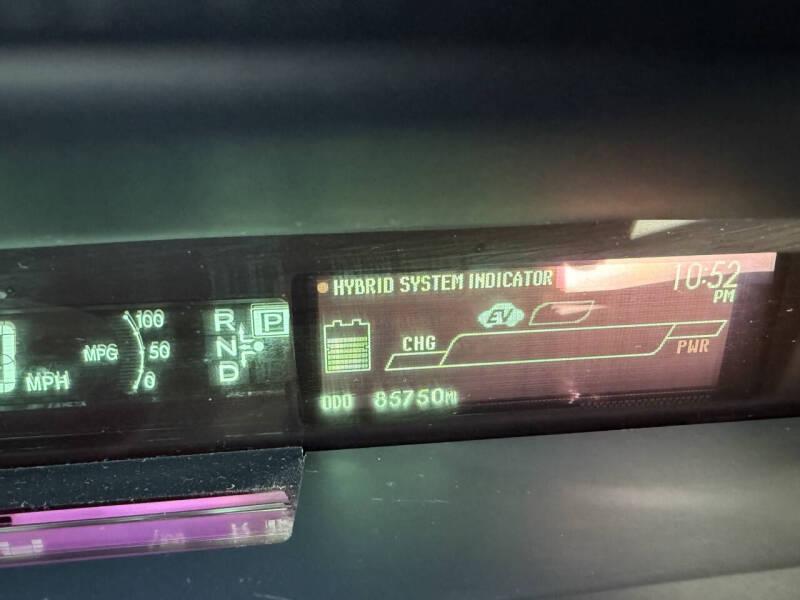 HYBRID SYSTEM INDICATOR
10:52
PM
EV
CHG
PWR
ODO 85750MI
100
MPG 50
0
MPH
R P
N
D